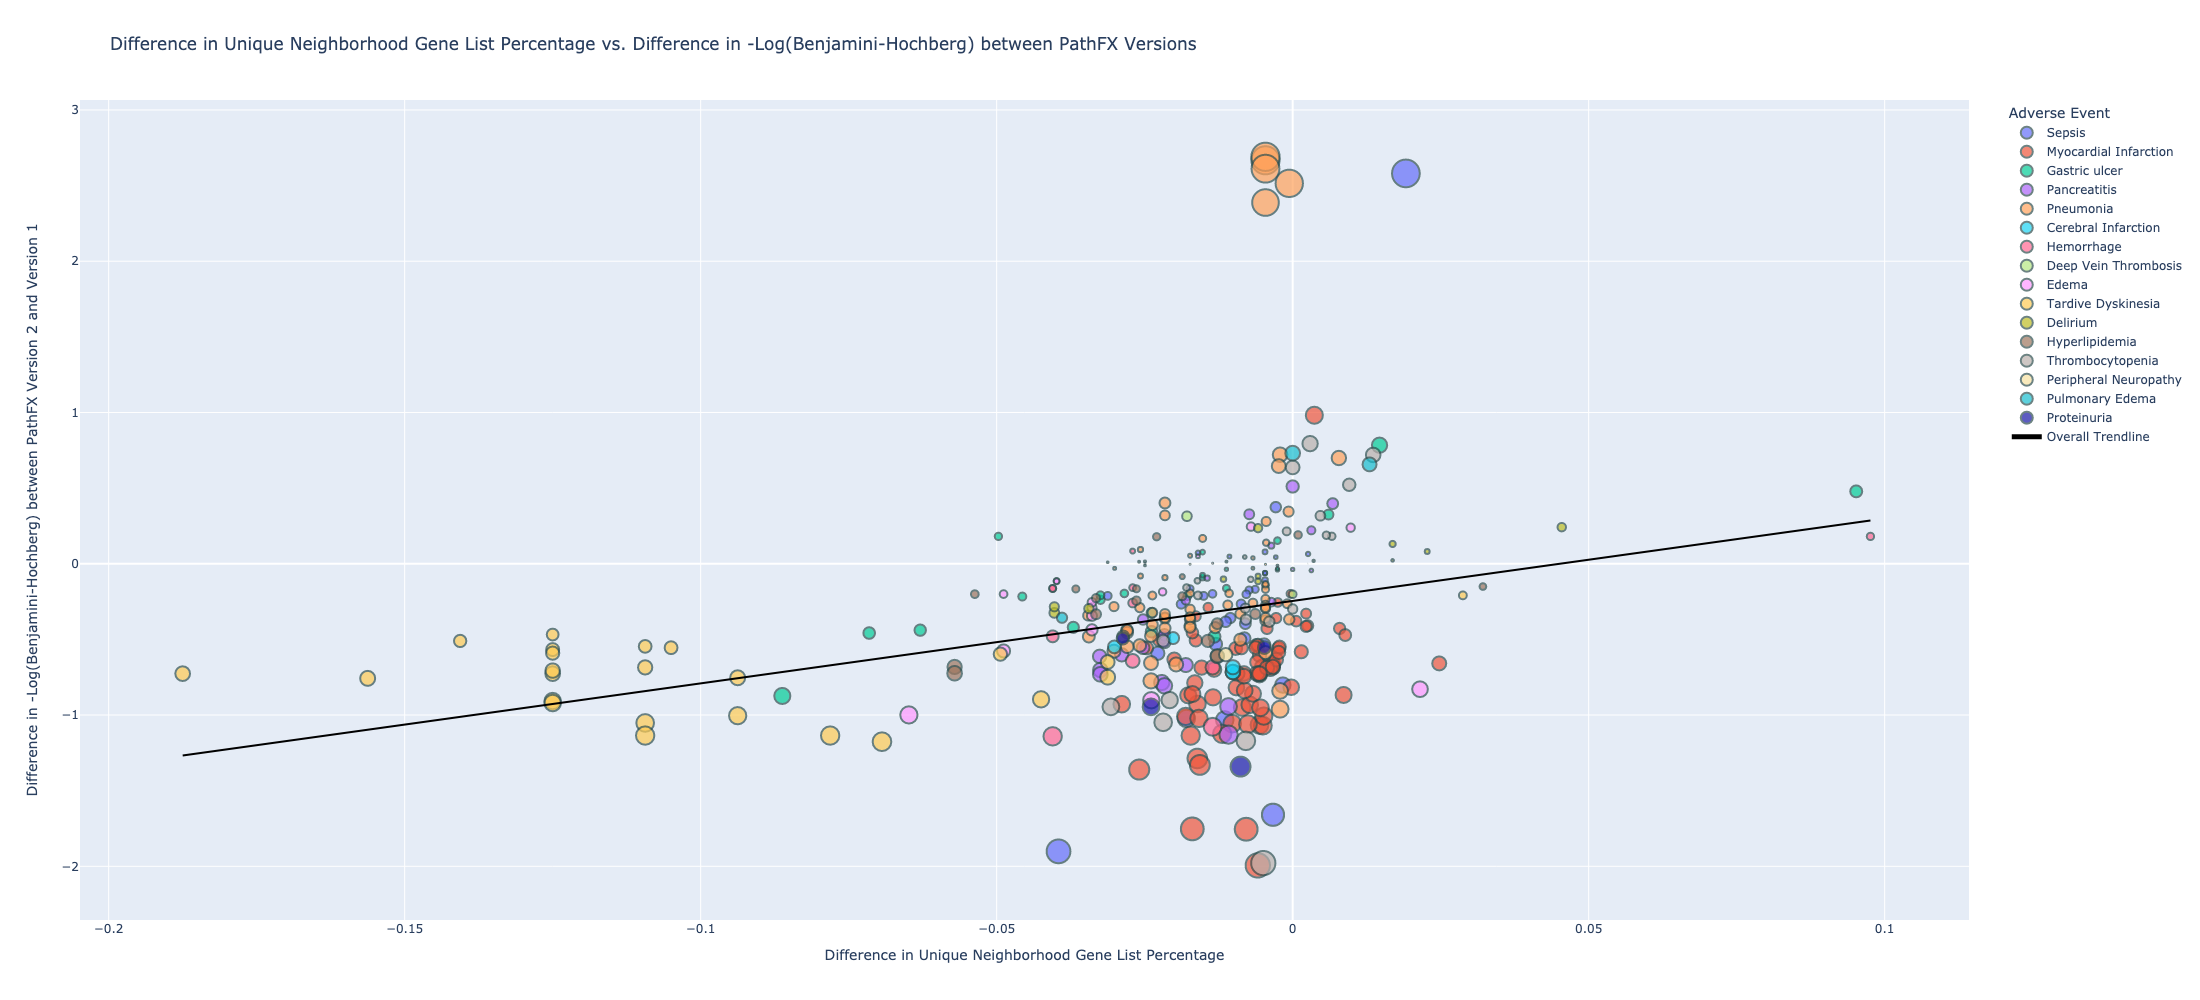 Difference in Unique Neighborhood Gene List Percentage vs. Difference in -Log(Benjamini-Hochberg) between PathFX Versions
Difference in -Log(Benjamini-Hochberg) between PathFX Version 2 and Version 1
3
2
1
0
−1
−2
−0.2
−0.15
−0.1
−0.05
0
0.05
0.1
Difference in Unique Neighborhood Gene List Percentage
Adverse Event
Sepsis
Myocardial Infarction
Gastric ulcer
Pancreatitis
Pneumonia
Cerebral Infarction
Hemorrhage
Deep Vein Thrombosis
Edema
Tardive Dyskinesia
Delirium
Hyperlipidemia
Thrombocytopenia
Peripheral Neuropathy
Pulmonary Edema
Proteinuria
Overall Trendline